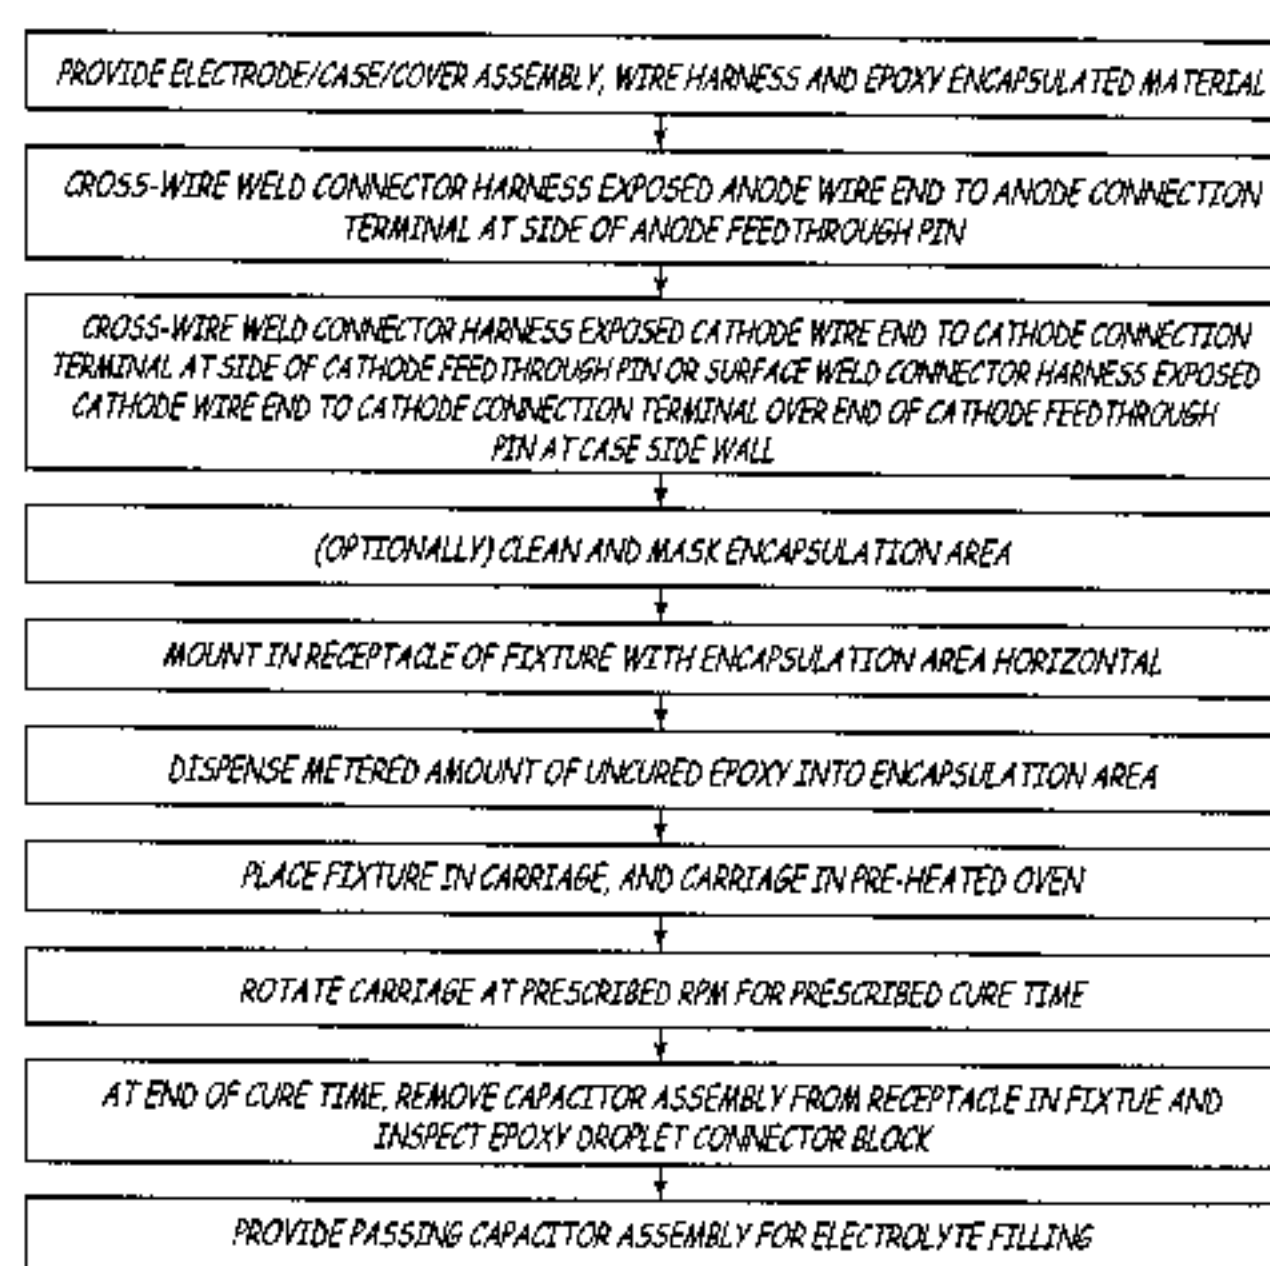 PROVIDE ELECTRODE/CASE/COVER ASSEMBLY, WIRE HARNESS AND EPOXY ENCAPSULATED MATERIAL
CROSS-WIRE WELD CONNECTOR HARNESS EXPOSED ANODE WIRE END TO ANODE CONNECTION
TERMINAL AT SIDE OF ANODE FEEDTHROUGH PIN
CROSS-WIRE WELD CONNECTOR HARNESS EXPOSED CATHODE WIRE END TO CATHODE CONNECTION
TERMINAL AT SIDE OF CATHODE FEEDTHROUGH PIN OR SURFACE WELD CONNECTOR HARNESS EXPOSED
CATHODE WIRE END TO CATHODE CONNECTION TERMINAL OVER END OF CATHODE FEEDTHROUGH
PIN AT CASE SIDE WALL
(OPTIONALLY) CLEAN AND MASK ENCAPSULATION AREA
MOUNT IN RECEPTACLE OF FIXTURE WITH ENCAPSULATION AREA HORIZONTAL
DISPENSE METERED AMOUNT OF UNCURED EPOXY INTO ENCAPSULATION AREA
PLACE FIXTURE IN CARRIAGE, AND CARRIAGE IN PRE-HEATED OVEN
ROTATE CARRIAGE AT PRESCRIBED RPM FOR PRESCRIBED CURE TIME
AT END OF CURE TIME, REMOVE CAPACITOR ASSEMBLY FROM RECEPTACLE IN FIXTUE AND
INSPECT EPOXY DROPLET CONNECTOR BLOCK
PROVIDE PASSING CAPACITOR ASSEMBLY FOR ELECTROLYTE FILLING